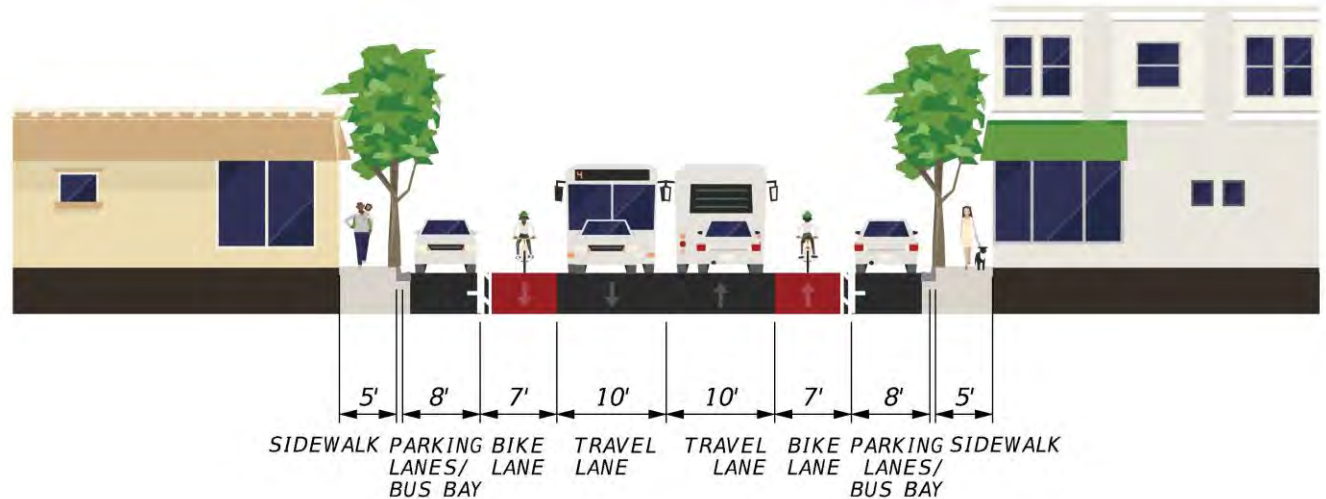 4
5' 8' 7' 10' 10' 7' 8' 5'
SIDEWALK PARKING BIKE TRAVEL TRAVEL BIKE PARKING SIDEWALK
LANES/ LANE LANE LANE LANE LANES/
BUS BAY BUS BAY